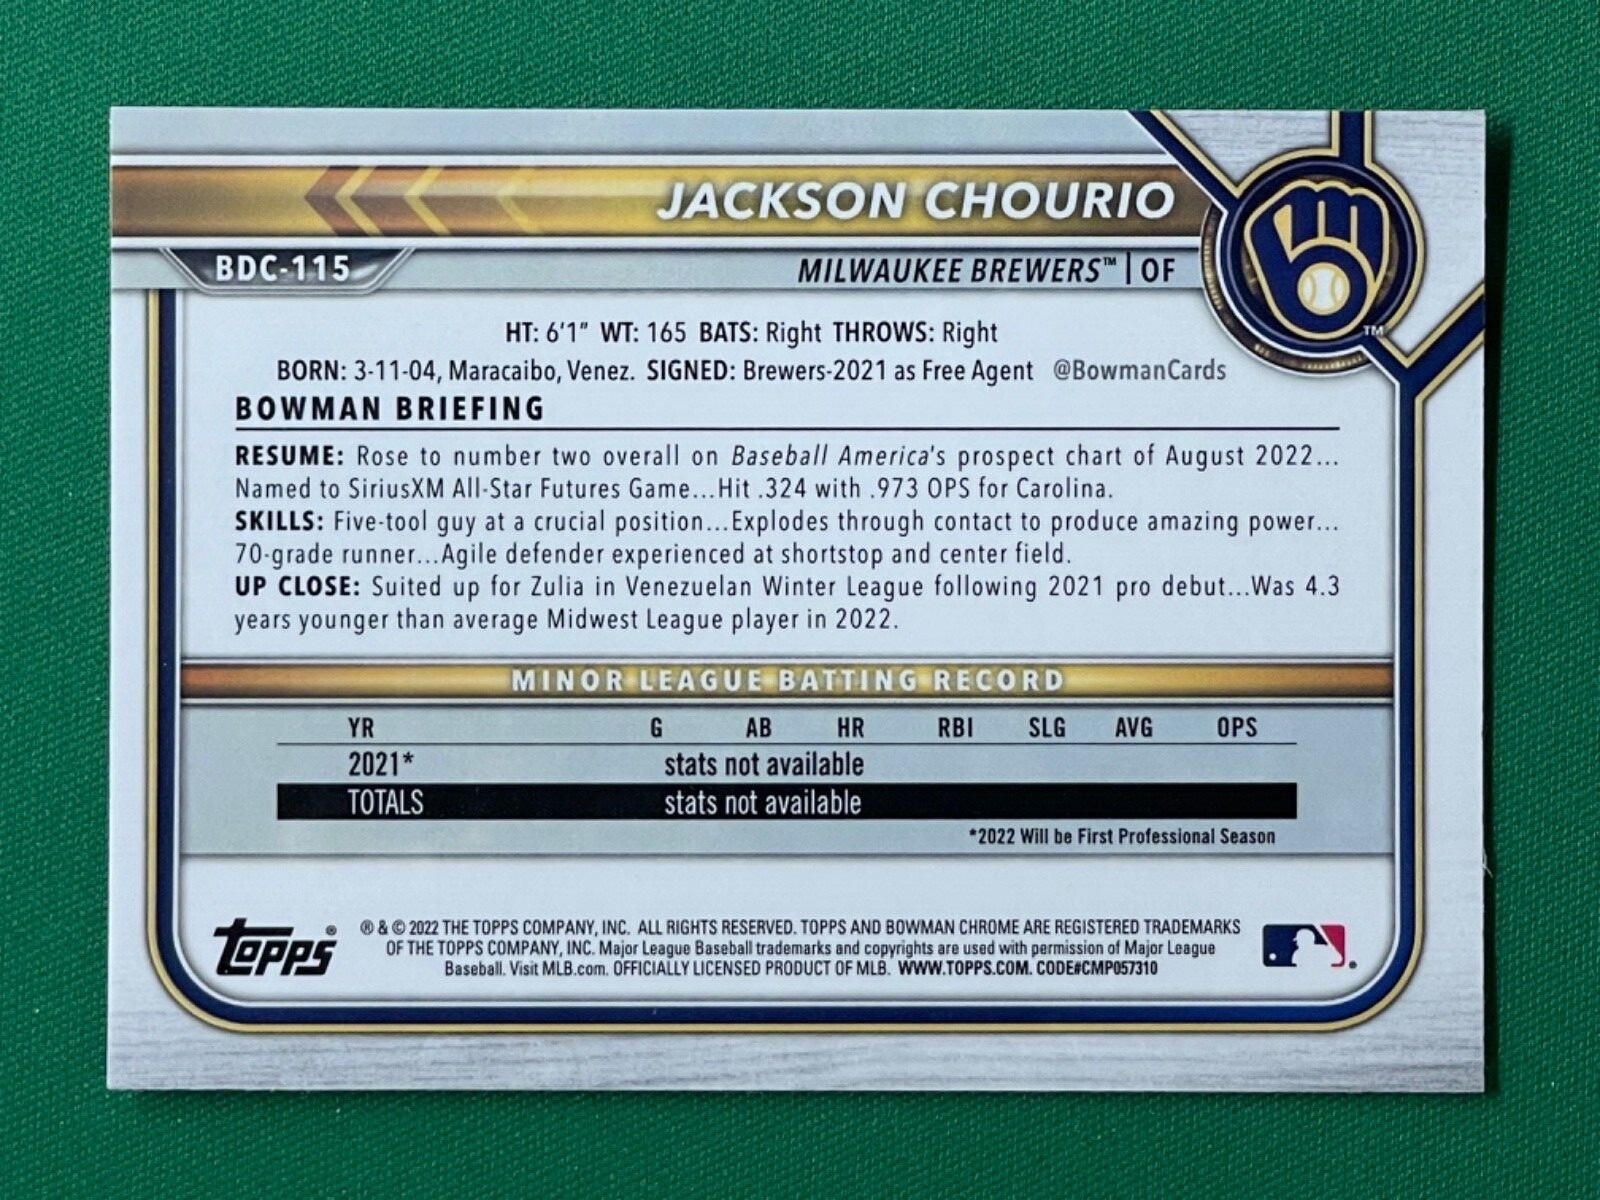 JACKSON CHOURIO
BDC-115
MILWAUKEE BREWERS™ | OF
™
HT: 6'1" WT: 165 BATS: Right THROWS: Right
BORN: 3-11-04, Maracaibo, Venez. SIGNED: Brewers-2021 as Free Agent @BowmanCards
BOWMAN BRIEFING
RESUME: Rose to number two overall on Baseball America's prospect chart of August 2022...
Named to SiriusXM All-Star Futures Game...Hit .324 with .973 OPS for Carolina.
SKILLS: Five-tool guy at a crucial position...Explodes through contact to produce amazing power...
70-grade runner...Agile defender experienced at shortstop and center field.
UP CLOSE: Suited up for Zulia in Venezuelan Winter League following 2021 pro debut...Was 4.3
years younger than average Midwest League player in 2022.
MINOR LEAGUE BATTING RECORD
YR G AB HR RBI SLG AVG OPS
2021* stats not available
TOTALS stats not available
*2022 Will be First Professional Season
topps®
® & © 2022 THE TOPPS COMPANY, INC. ALL RIGHTS RESERVED. TOPPS AND BOWMAN CHROME ARE REGISTERED TRADEMARKS
OF THE TOPPS COMPANY, INC. Major League Baseball trademarks and copyrights are used with permission of Major League
Baseball. Visit MLB.com. OFFICIALLY LICENSED PRODUCT OF MLB. WWW.TOPPS.COM. CODE#CMP057310
®